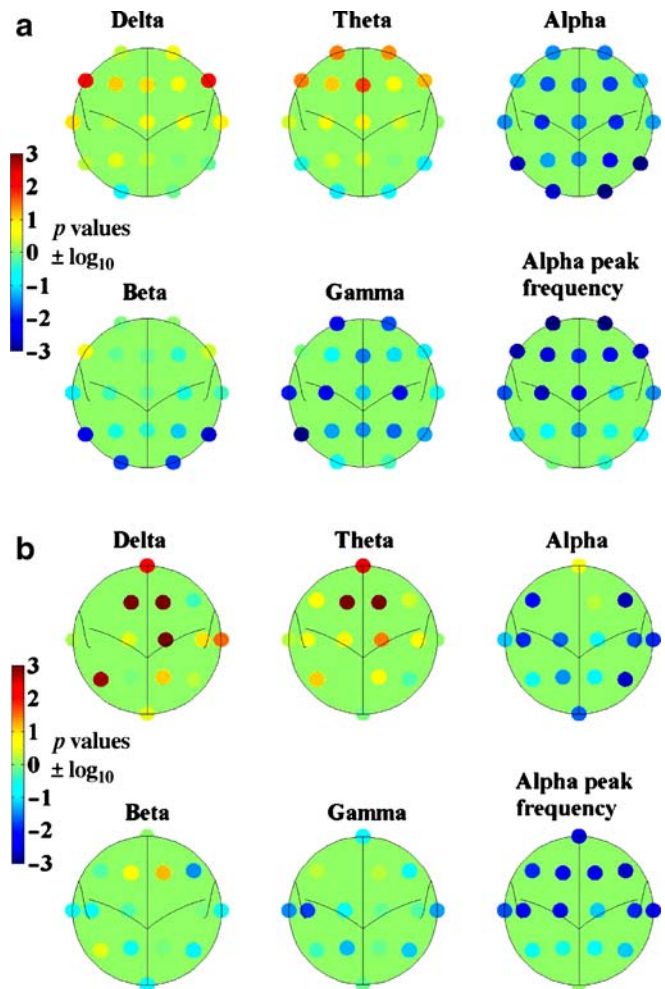 a
Delta
Theta
Alpha
3
2
1
0
−1
−2
−3
p values
± log10
Beta
Gamma
Alpha peak
frequency
b
Delta
Theta
Alpha
3
2
1
0
−1
−2
−3
p values
± log10
Beta
Gamma
Alpha peak
frequency